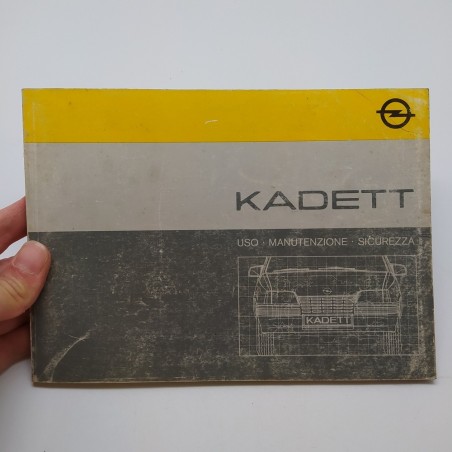 KADETT
USO · MANUTENZIONE · SICUREZZA
KADETT